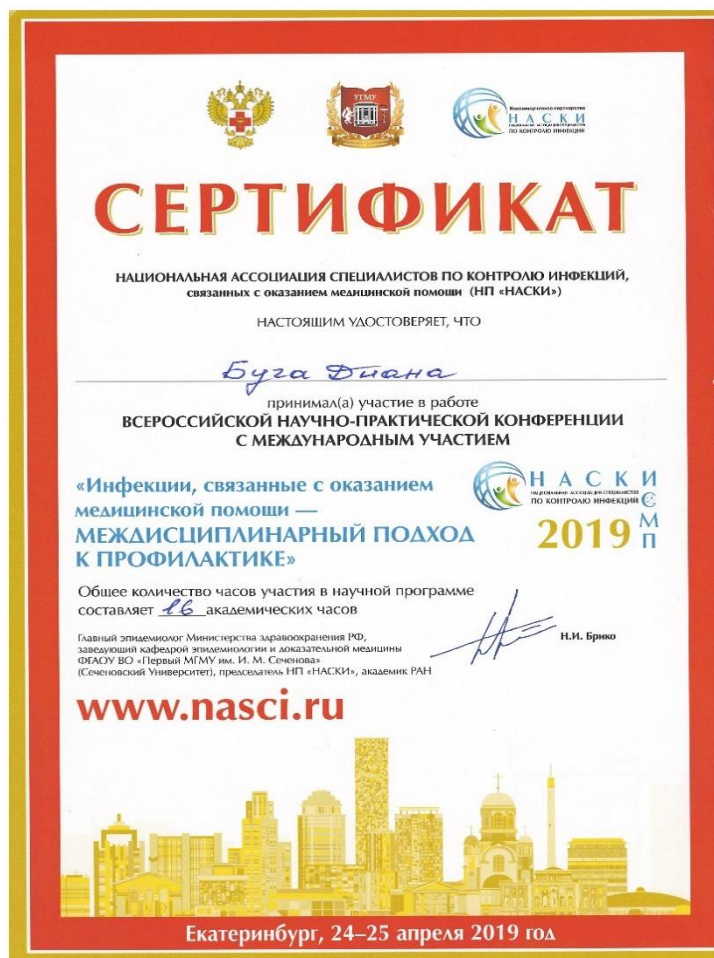 УГМУ
Некоммерческое партнерство
НАСКИ
ПО КОНТРОЛЮ ИНФЕКЦИЙ
СЕРТИФИКАТ
НАЦИОНАЛЬНАЯ АССОЦИАЦИЯ СПЕЦИАЛИСТОВ ПО КОНТРОЛЮ ИНФЕКЦИЙ,
связанных с оказанием медицинской помощи (НП «НАСКИ»)
НАСТОЯЩИМ УДОСТОВЕРЯЕТ, ЧТО
Буга Диана
принимал(а) участие в работе
ВСЕРОССИЙСКОЙ НАУЧНО-ПРАКТИЧЕСКОЙ КОНФЕРЕНЦИИ
С МЕЖДУНАРОДНЫМ УЧАСТИЕМ
«Инфекции, связанные с оказанием
медицинской помощи —
МЕЖДИСЦИПЛИНАРНЫЙ ПОДХОД
К ПРОФИЛАКТИКЕ»
НАСКИ
НАЦИОНАЛЬНАЯ АССОЦИАЦИЯ СПЕЦИАЛИСТОВ
ПО КОНТРОЛЮ ИНФЕКЦИЙ
ИСМП
2019
Общее количество часов участия в научной программе
составляет 16 академических часов
Главный эпидемиолог Министерства здравоохранения РФ,
заведующий кафедрой эпидемиологии и доказательной медицины
ФГАОУ ВО «Первый МГМУ им. И. М. Сеченова»
(Сеченовский Университет), председатель НП «НАСКИ», академик РАН
Н.И. Брико
www.nasci.ru
Екатеринбург, 24–25 апреля 2019 год